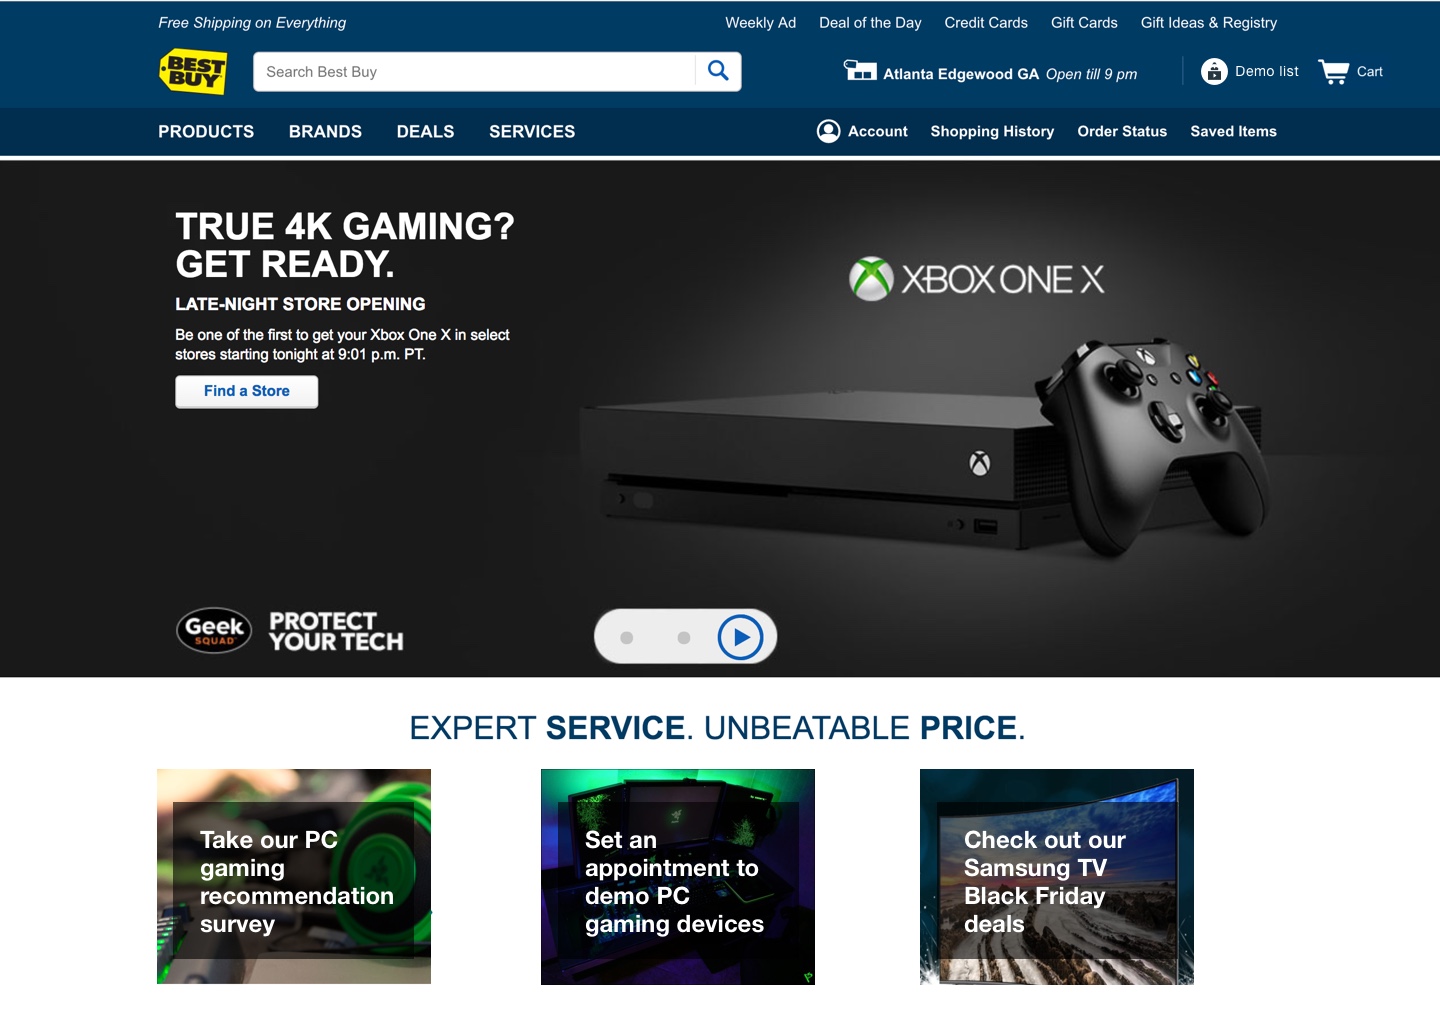 Free Shipping on Everything
Weekly Ad Deal of the Day Credit Cards Gift Cards Gift Ideas & Registry
BEST
BUY
Search Best Buy
Atlanta Edgewood GA Open till 9 pm
Demo list
Cart
PRODUCTS BRANDS DEALS SERVICES
Account Shopping History Order Status Saved Items
TRUE 4K GAMING?
GET READY.
LATE-NIGHT STORE OPENING
Be one of the first to get your Xbox One X in select
stores starting tonight at 9:01 p.m. PT.
Find a Store
XBOX ONE X
Geek
SQUAD
PROTECT
YOUR TECH
EXPERT SERVICE. UNBEATABLE PRICE.
Take our PC
gaming
recommendation
survey
Set an
appointment to
demo PC
gaming devices
Check out our
Samsung TV
Black Friday
deals